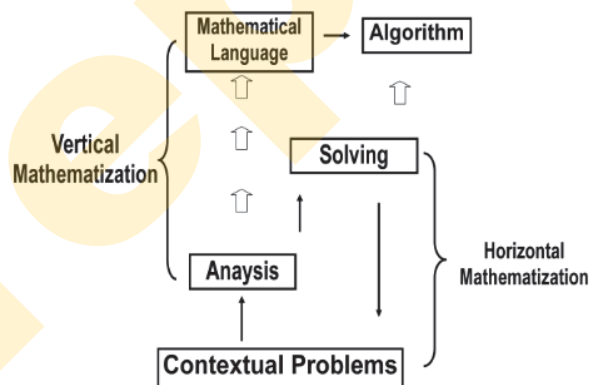 Mathematical
Language
Algorithm
Vertical
Mathematization
Solving
Horizontal
Mathematization
Anaysis
Contextual Problems